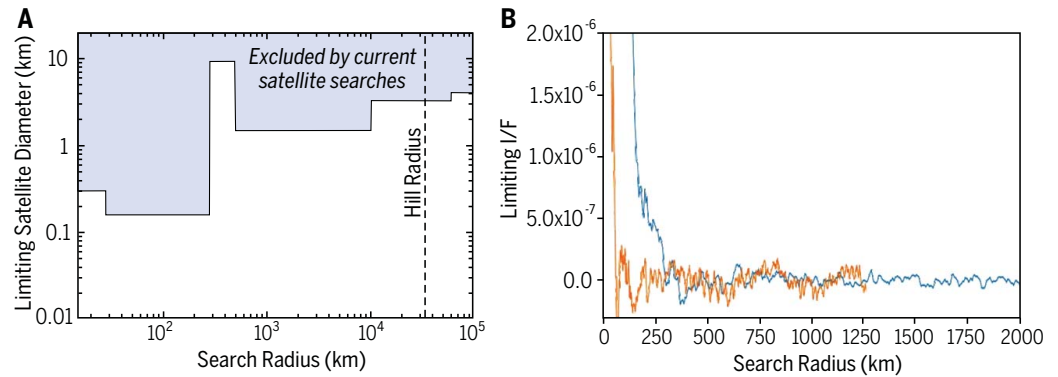 A
Limiting Satellite Diameter (km)
10
1
0.1
0.01
Excluded by current
satellite searches
Hill Radius
10²
10³
10⁴
10⁵
Search Radius (km)
B
Limiting I/F
2.0x10⁻⁶
1.5x10⁻⁶
1.0x10⁻⁶
5.0x10⁻⁷
0.0
0
250
500
750
1000
1250
1500
1750
2000
Search Radius (km)